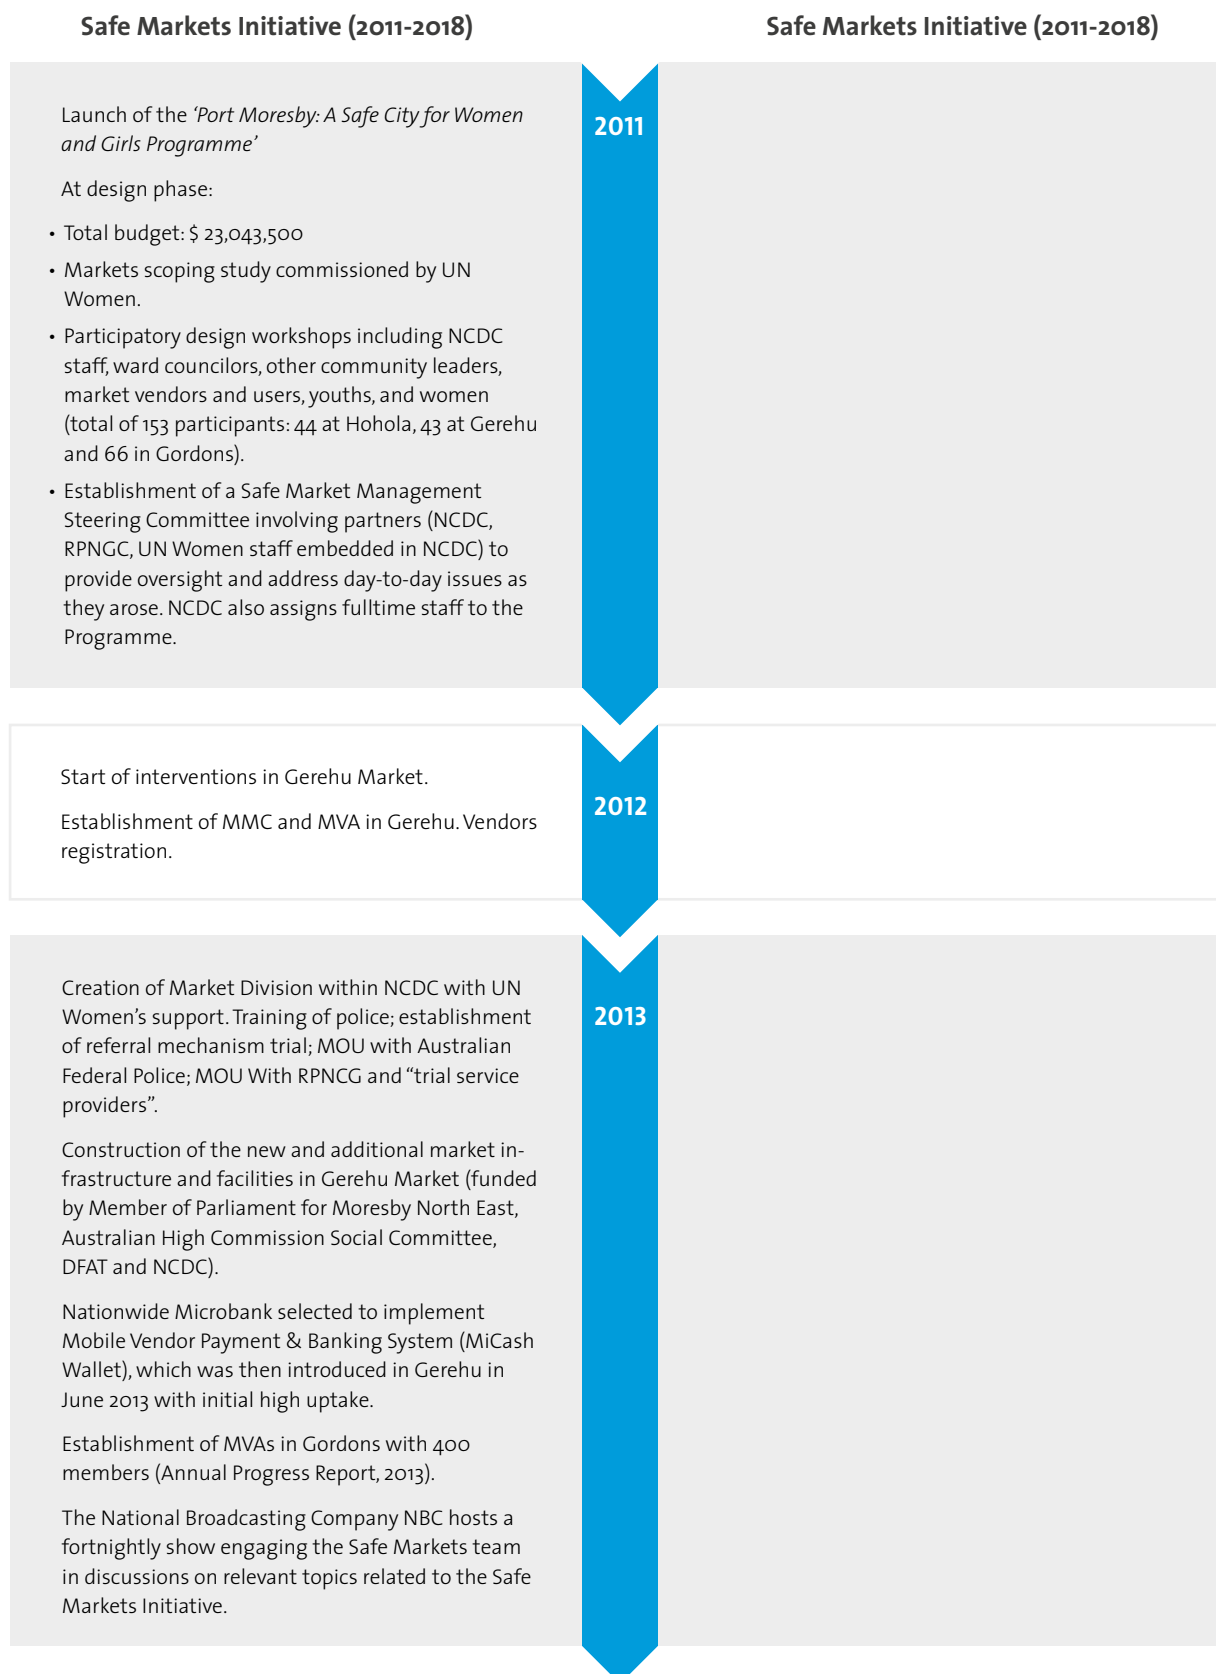 Safe Markets Initiative (2011-2018)
Safe Markets Initiative (2011-2018)
2011
Launch of the ‘Port Moresby: A Safe City for Women
and Girls Programme’
At design phase:
• Total budget: $ 23,043,500
• Markets scoping study commissioned by UN
Women.
• Participatory design workshops including NCDC
staff, ward councilors, other community leaders,
market vendors and users, youths, and women
(total of 153 participants: 44 at Hohola, 43 at Gerehu
and 66 in Gordons).
• Establishment of a Safe Market Management
Steering Committee involving partners (NCDC,
RPNGC, UN Women staff embedded in NCDC) to
provide oversight and address day-to-day issues as
they arose. NCDC also assigns fulltime staff to the
Programme.
2012
Start of interventions in Gerehu Market.
Establishment of MMC and MVA in Gerehu. Vendors
registration.
2013
Creation of Market Division within NCDC with UN
Women’s support. Training of police; establishment
of referral mechanism trial; MOU with Australian
Federal Police; MOU With RPNCG and “trial service
providers”.
Construction of the new and additional market in-
frastructure and facilities in Gerehu Market (funded
by Member of Parliament for Moresby North East,
Australian High Commission Social Committee,
DFAT and NCDC).
Nationwide Microbank selected to implement
Mobile Vendor Payment & Banking System (MiCash
Wallet), which was then introduced in Gerehu in
June 2013 with initial high uptake.
Establishment of MVAs in Gordons with 400
members (Annual Progress Report, 2013).
The National Broadcasting Company NBC hosts a
fortnightly show engaging the Safe Markets team
in discussions on relevant topics related to the Safe
Markets Initiative.